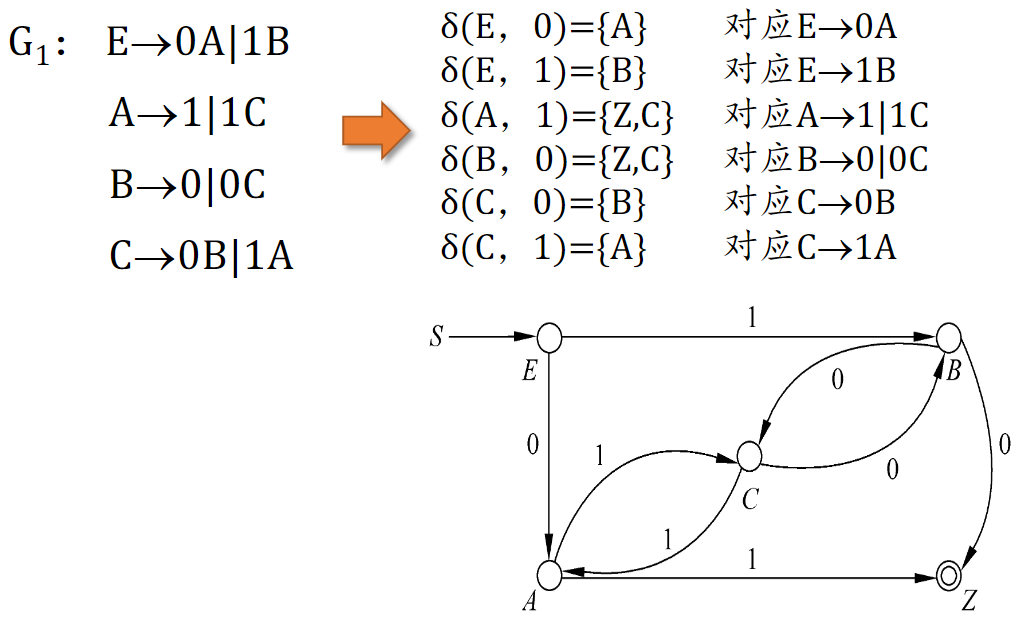 G₁： E→0A|1B
A→1|1C
B→0|0C
C→0B|1A
δ(E，0)={A} 对应E→0A
δ(E，1)={B} 对应E→1B
δ(A，1)={Z,C} 对应A→1|1C
δ(B，0)={Z,C} 对应B→0|0C
δ(C，0)={B} 对应C→0B
δ(C，1)={A} 对应C→1A
S
1
E
B
0
0
1
0
0
C
1
1
0
A
Z